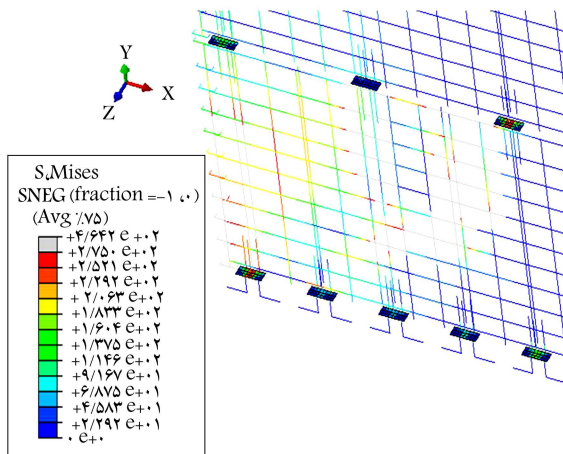 Y
X
Z
S,Mises
SNEG (fraction =-۱ ,۰)
(Avg ٪۷۵)
+۴/۶۴۲ e +۰۲
+۲/۷۵۰ e+۰۲
+۲/۵۲۱ e+۰۲
+۲/۲۹۲ e+۰۲
+۲/۰۶۳ e+۰۲
+۱/۸۳۳ e+۰۲
+۱/۶۰۴ e+۰۲
+۱/۳۷۵ e+۰۲
+۱/۱۴۶ e+۰۲
+۹/۱۶۷ e+۰۱
+۶/۸۷۵ e+۰۱
+۴/۵۸۳ e+۰۱
+۲/۲۹۲ e+۰۱
۰ e+۰